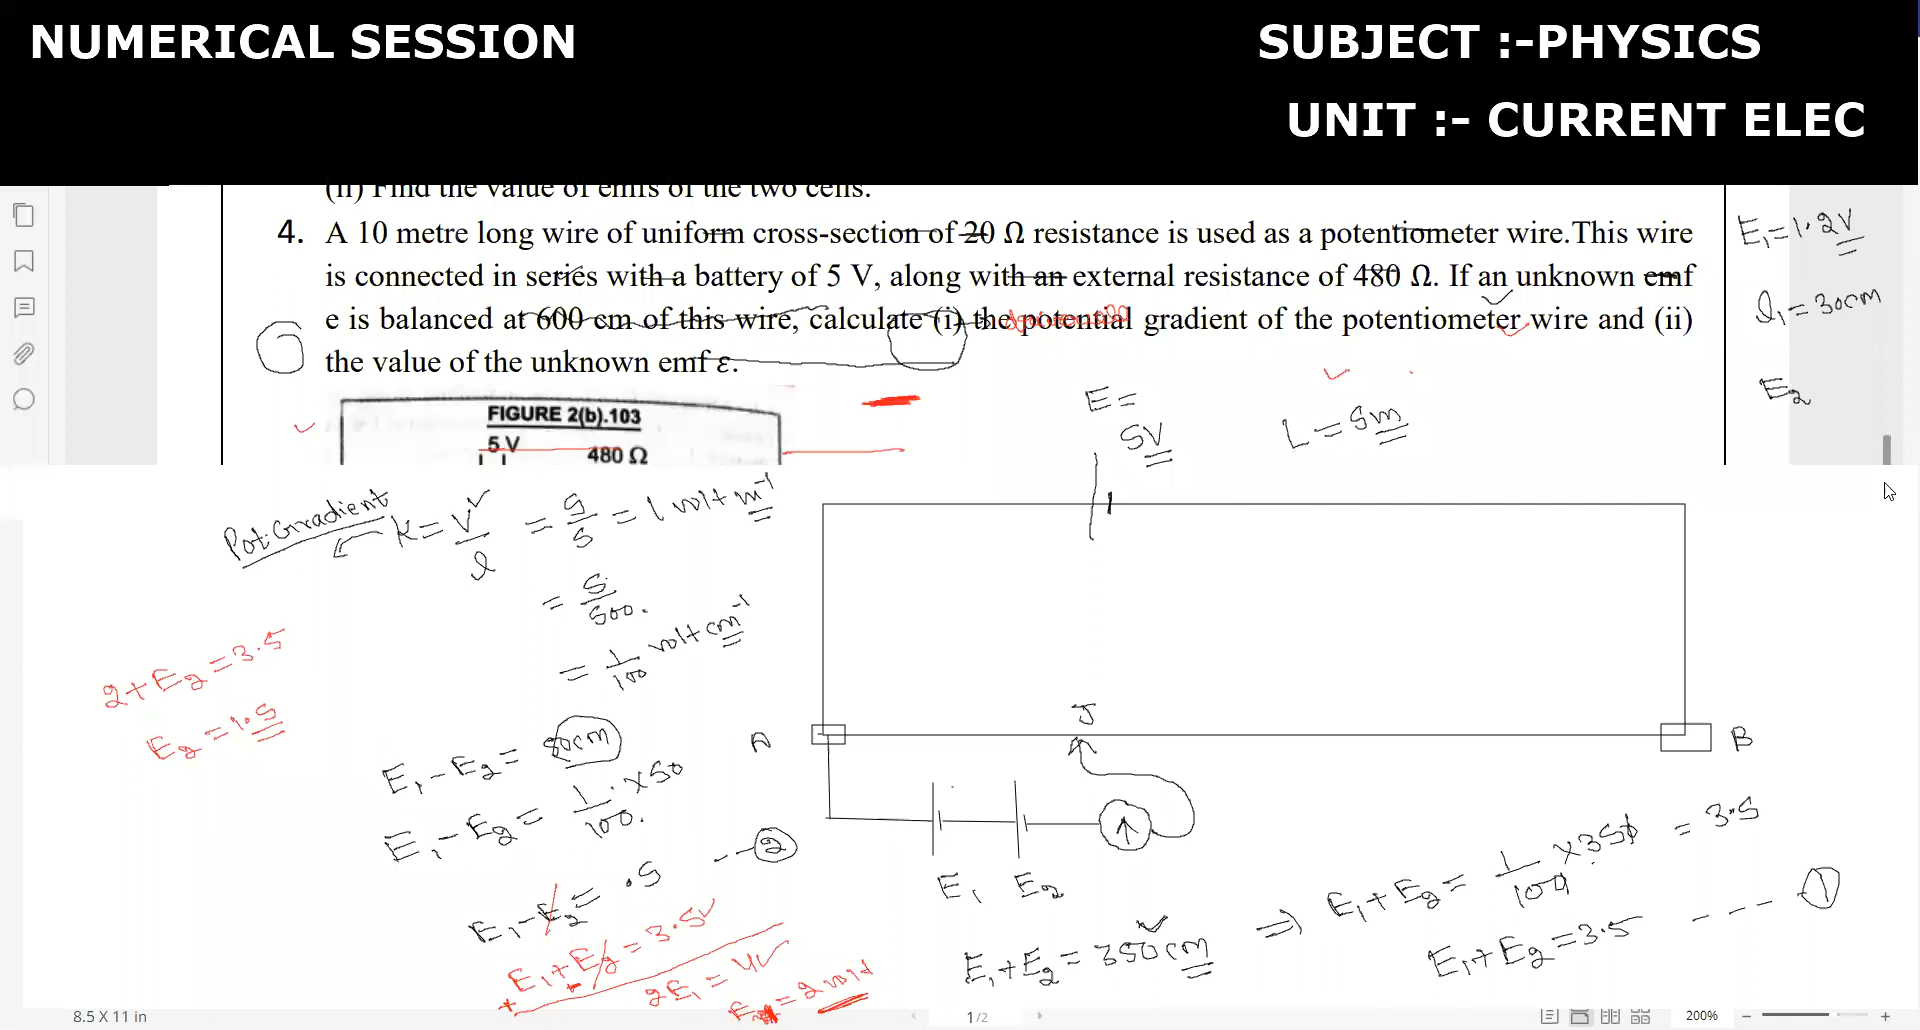 NUMERICAL SESSION
SUBJECT :-PHYSICS
UNIT :- CURRENT ELEC
(ii) Find the value of emfs of the two cells.
4. A 10 metre long wire of uniform cross-section of 20 Ω resistance is used as a potentiometer wire.This wire
is connected in series with a battery of 5 V, along with an external resistance of 480 Ω. If an unknown emf
e is balanced at 600 cm of this wire, calculate (i) the potential gradient of the potentiometer wire and (ii)
the value of the unknown emf ε.
E₁=1.2V
l₁=30cm
E₂
FIGURE 2(b).103
5 V
480 Ω
E=
5V
L=5m
Pot.Gradient
K=V/l = 5/5 = 1 volt m⁻¹
= 5/500.
= 1/100 volt cm⁻¹
2+E₂=3.5
E₂=1.5
E₁-E₂= 50cm
E₁-E₂= 1/100. ×50
E₁-E₂= .5 --②
E₁+E₂=3.5
2E₁=4
=2 volt
A
J
B
E₁ E₂
E₁+E₂=350cm
⇒ E₁+E₂= 1/100 ×350 = 3.5
E₁+E₂=3.5 --- ①
8.5 X 11 in
1/2
200%